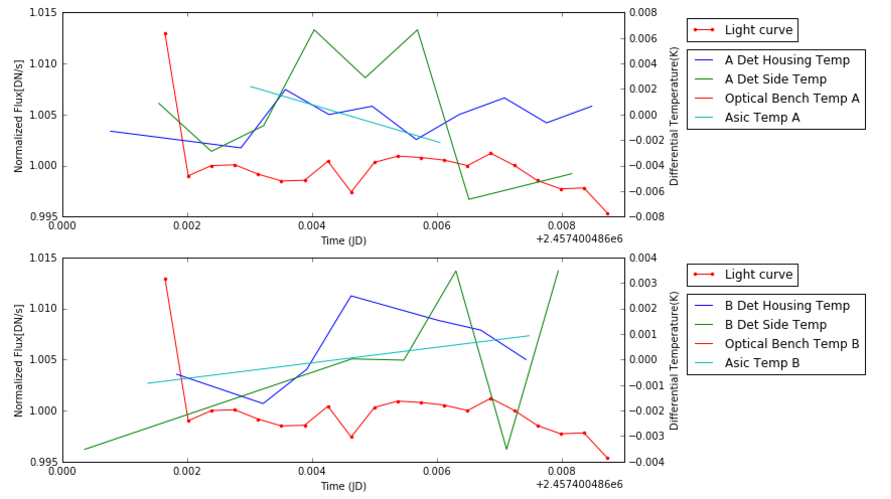 1.015
1.010
1.005
1.000
0.995
Normalized Flux[DN/s]
0.000 0.002 0.004 0.006 0.008
Time (JD)
+2.457400486e6
0.008
0.006
0.004
0.002
0.000
−0.002
−0.004
−0.006
−0.008
Differential Temperature(K)
Light curve
A Det Housing Temp
A Det Side Temp
Optical Bench Temp A
Asic Temp A
1.015
1.010
1.005
1.000
0.995
Normalized Flux[DN/s]
0.000 0.002 0.004 0.006 0.008
Time (JD)
+2.457400486e6
0.004
0.003
0.002
0.001
0.000
−0.001
−0.002
−0.003
−0.004
Differential Temperature(K)
Light curve
B Det Housing Temp
B Det Side Temp
Optical Bench Temp B
Asic Temp B